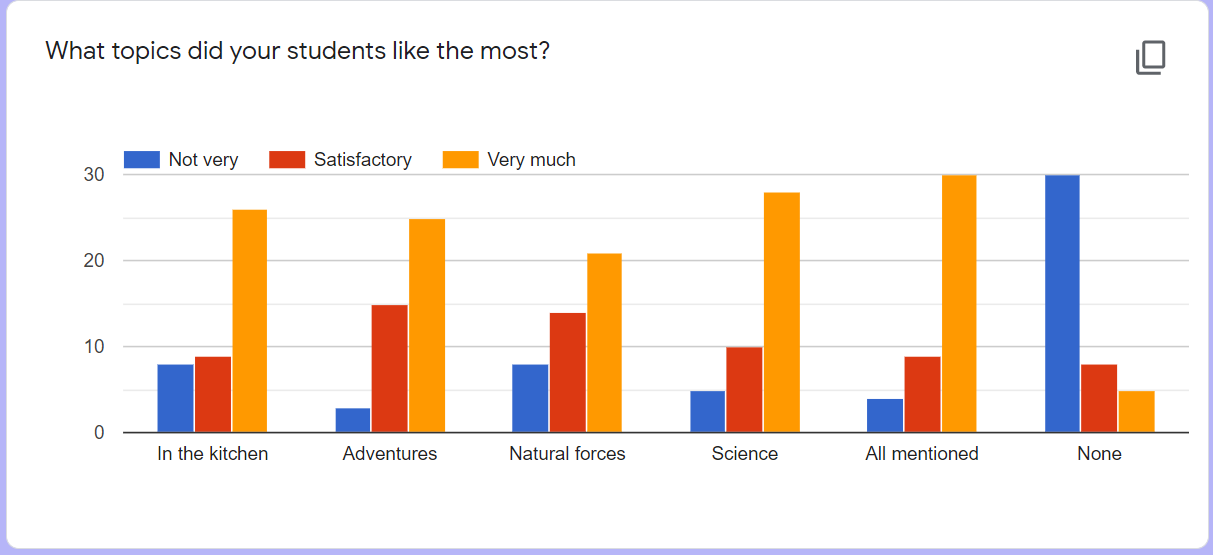 What topics did your students like the most?
Not very Satisfactory Very much
30
20
10
0
In the kitchen Adventures Natural forces Science All mentioned None